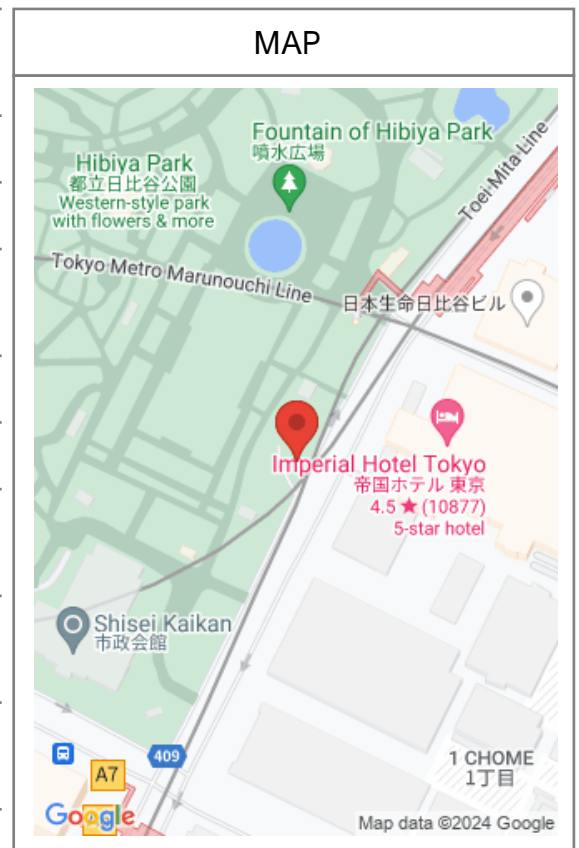 MAP
Fountain of Hibiya Park
噴水広場
Hibiya Park
都立日比谷公園
Western-style park
with flowers & more
Toei Mita Line
Tokyo Metro Marunouchi Line
日本生命日比谷ビル
Imperial Hotel Tokyo
帝国ホテル 東京
4.5 ★ (10877)
5-star hotel
Shisei Kaikan
市政会館
409
A7
1 CHOME
1丁目
Google
Map data ©2024 Google